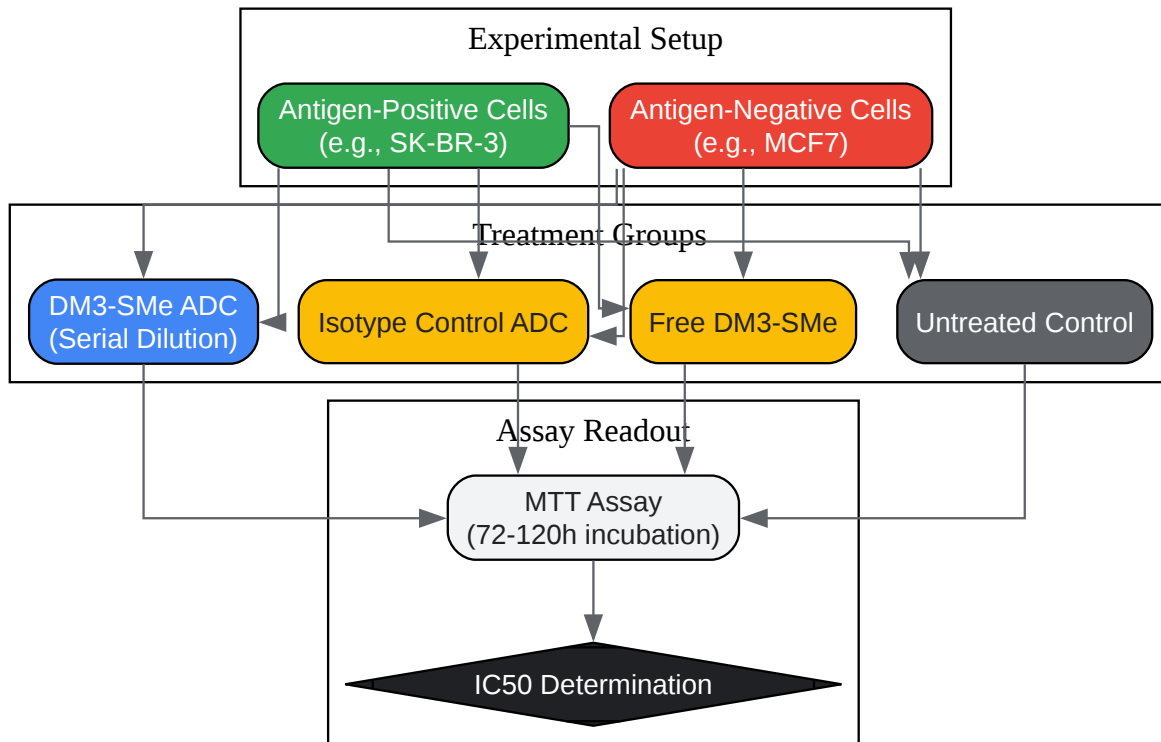 Experimental Setup
Antigen-Positive Cells
(e.g., SK-BR-3)
Antigen-Negative Cells
(e.g., MCF7)
Treatment Groups
DM3-SMe ADC
(Serial Dilution)
Isotype Control ADC
Free DM3-SMe
Untreated Control
Assay Readout
MTT Assay
(72-120h incubation)
IC50 Determination